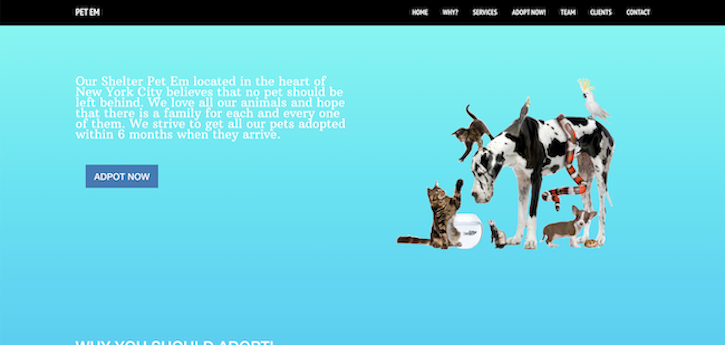 PET EM
HOME WHY? SERVICES ADOPT NOW! TEAM CLIENTS CONTACT
Our Shelter Pet Em located in the heart of
New York City believes that no pet should be
left behind. We love all our animals and hope
that there is a family for each and every one
of them. We strive to get all our pets adopted
within 6 months when they arrive.
ADPOT NOW
WHY YOU SHOULD ADOPT!